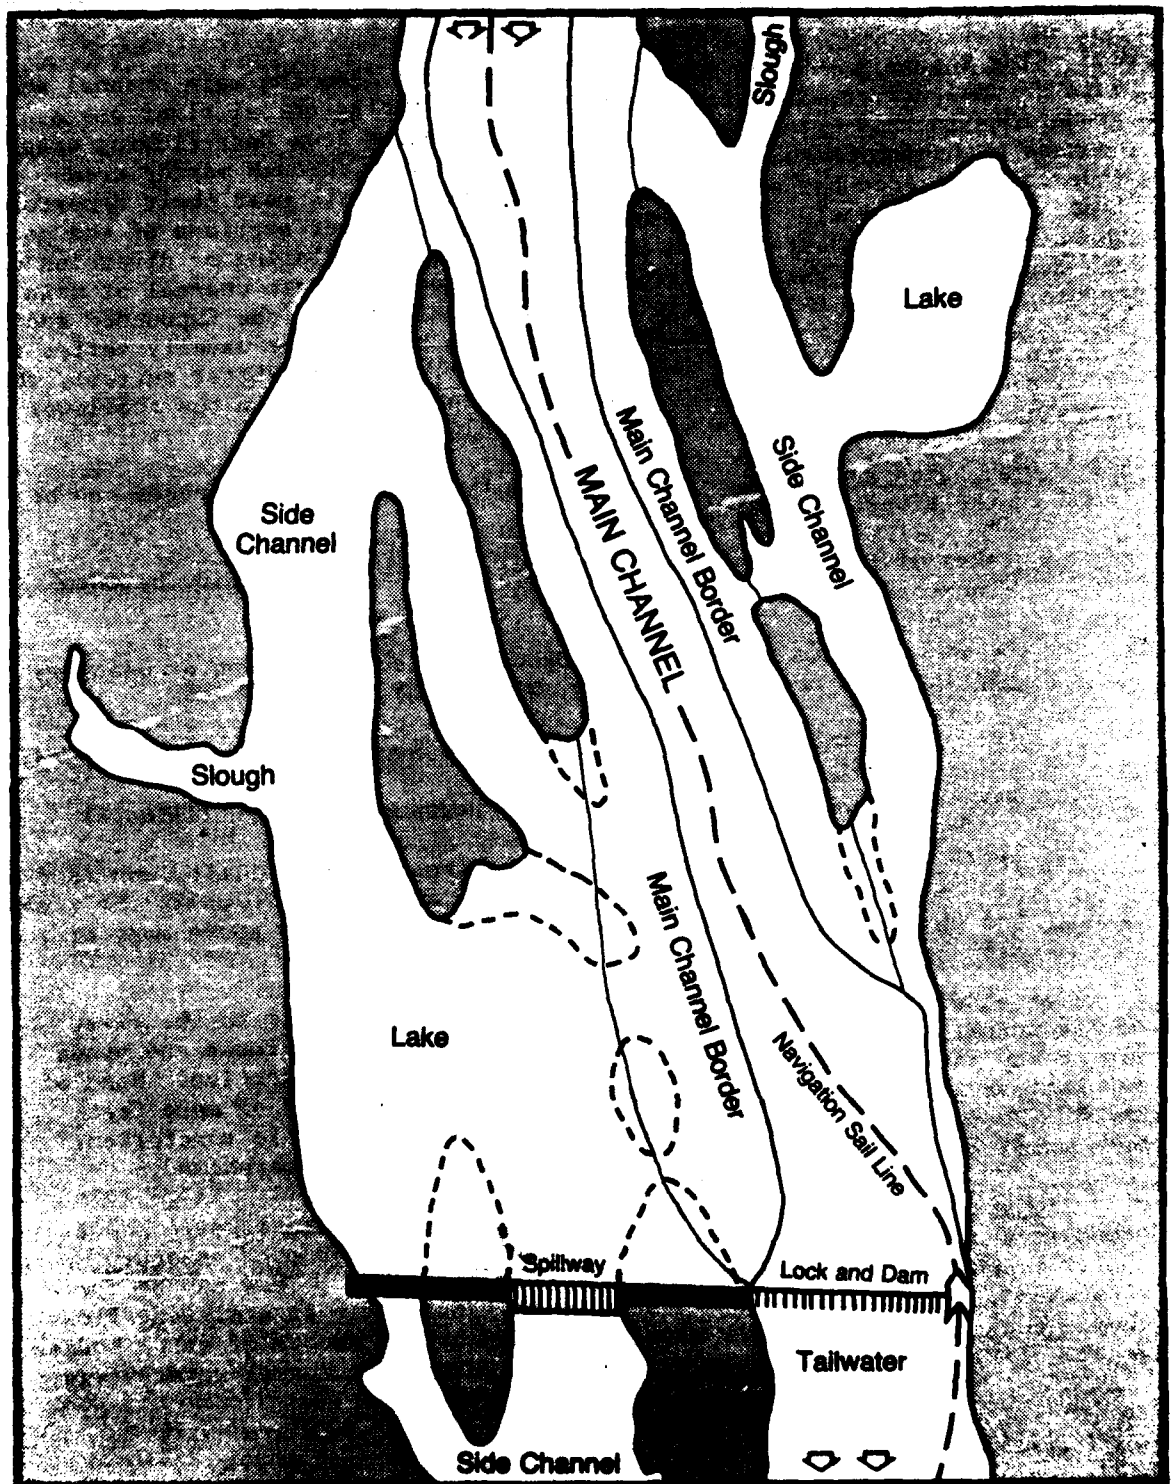 Slough
Lake
Main Channel Border
Side Channel
MAIN CHANNEL
Side
Channel
Slough
Main Channel Border
Lake
Navigation Sail Line
Spillway
Lock and Dam
Tailwater
Side Channel